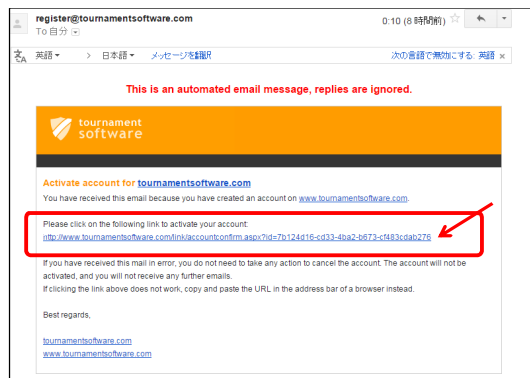 register@tournamentsoftware.com
0:10 (8 時間前)
To 自分
英語 > 日本語 メッセージを翻訳
次の言語で無効にする: 英語 ×
This is an automated email message, replies are ignored.
tournament
software
Activate account for tournamentsoftware.com
You have received this email because you have created an account on www.tournamentsoftware.com.
Please click on the following link to activate your account:
http://www.tournamentsoftware.com/link/accountconfirm.aspx?id=7b124d16-cd33-4ba2-b673-cf483cdab276
If you have received this mail in error, you do not need to take any action to cancel the account. The account will not be
activated, and you will not receive any further emails.
If clicking the link above does not work, copy and paste the URL in the address bar of a browser instead.
Best regards,
tournamentsoftware.com
www.tournamentsoftware.com